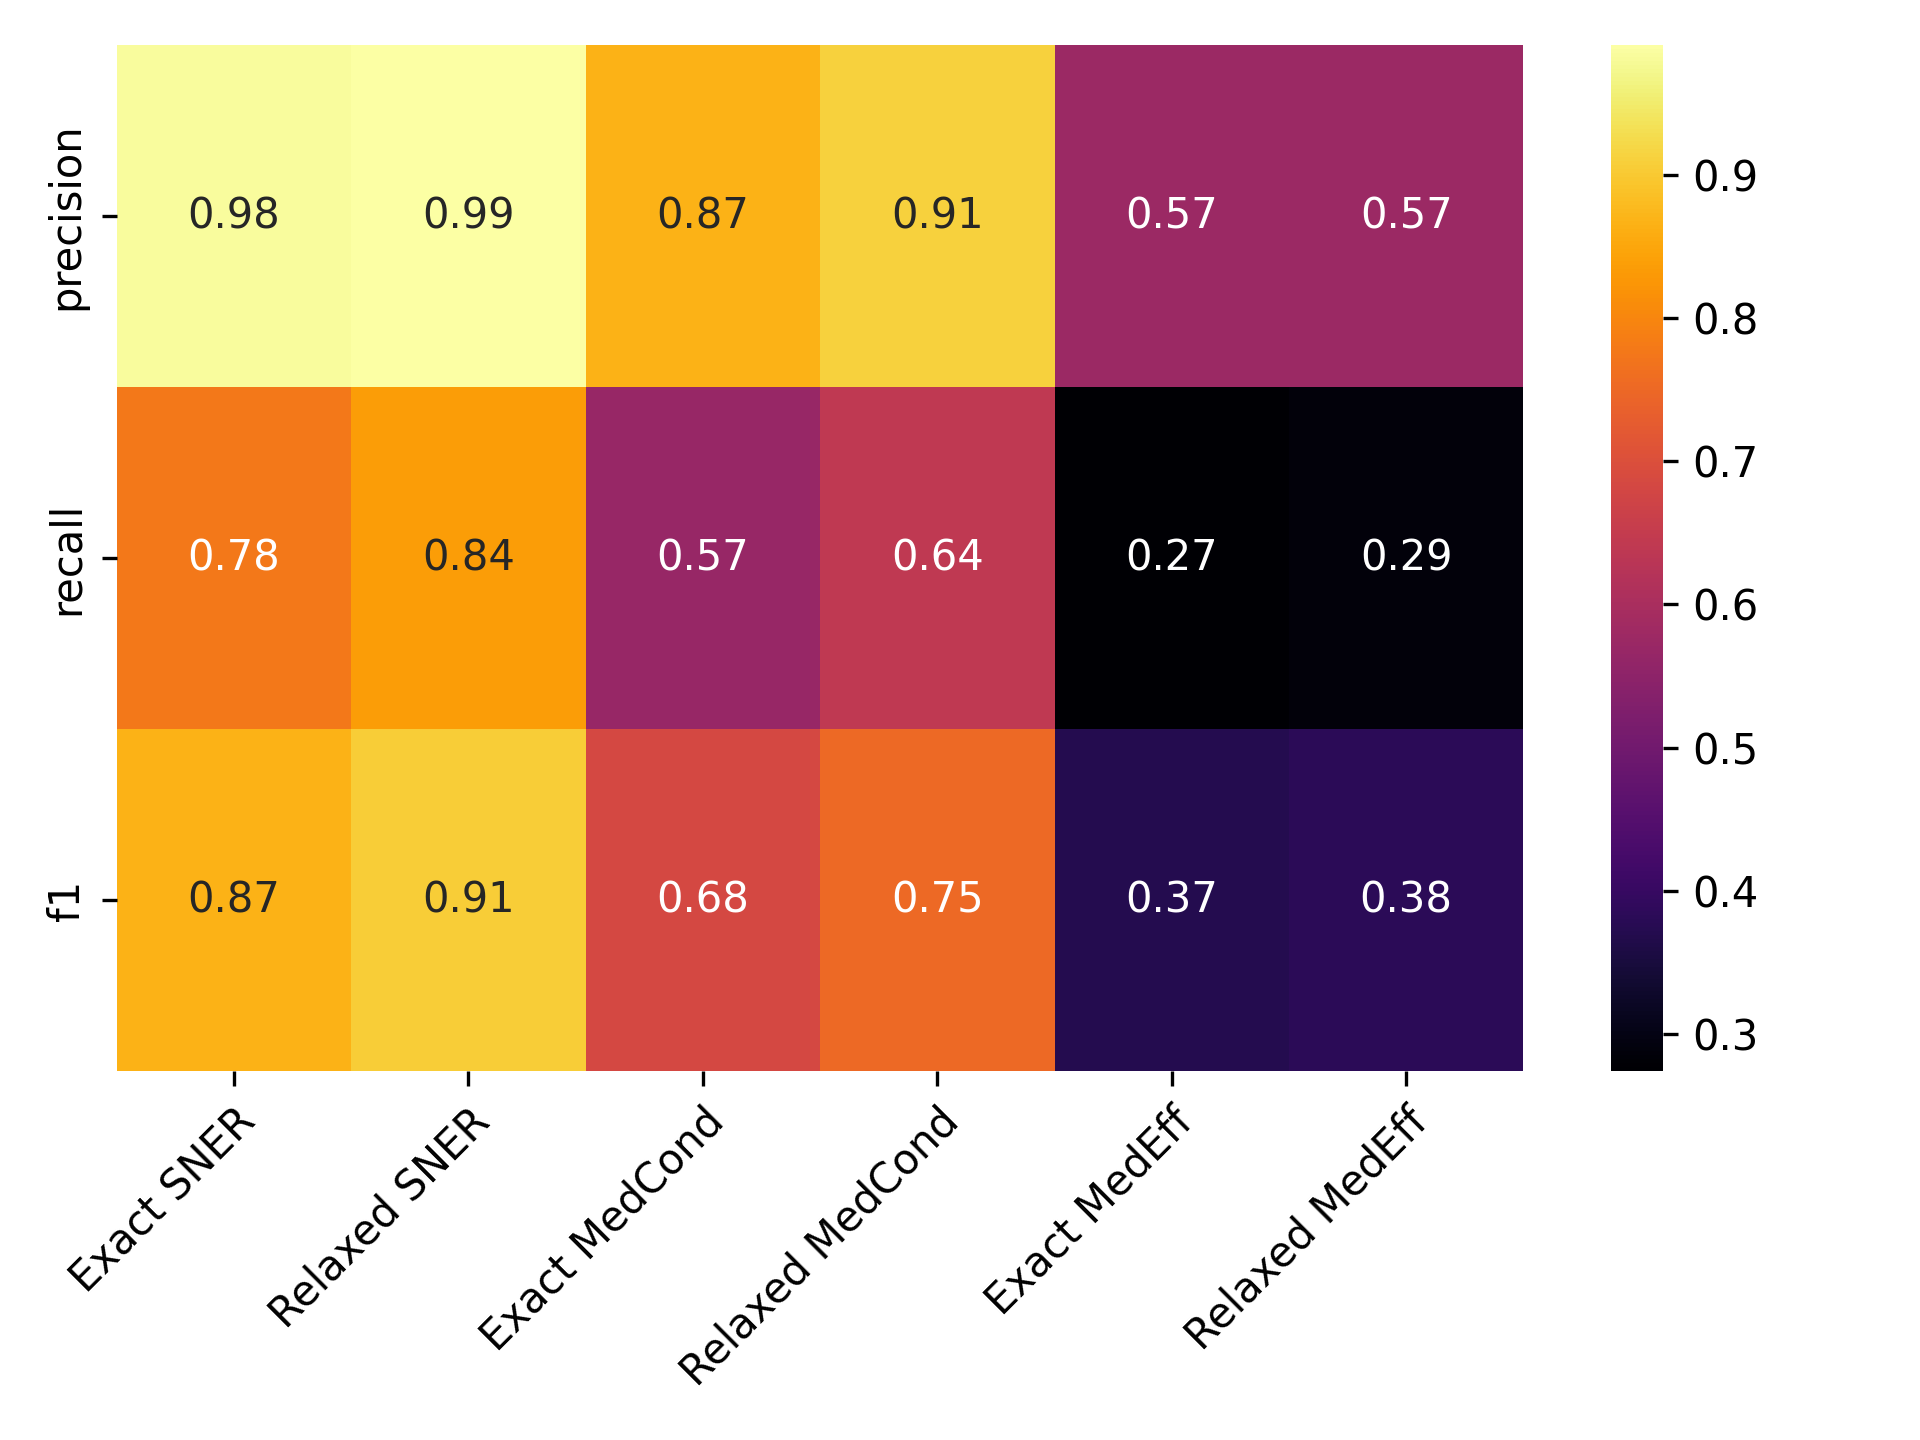 precision
0.98 0.99 0.87 0.91 0.57 0.57
recall
0.78 0.84 0.57 0.64 0.27 0.29
f1
0.87 0.91 0.68 0.75 0.37 0.38
Exact SNER
Relaxed SNER
Exact MedCond
Relaxed MedCond
Exact MedEff
Relaxed MedEff
0.9
0.8
0.7
0.6
0.5
0.4
0.3